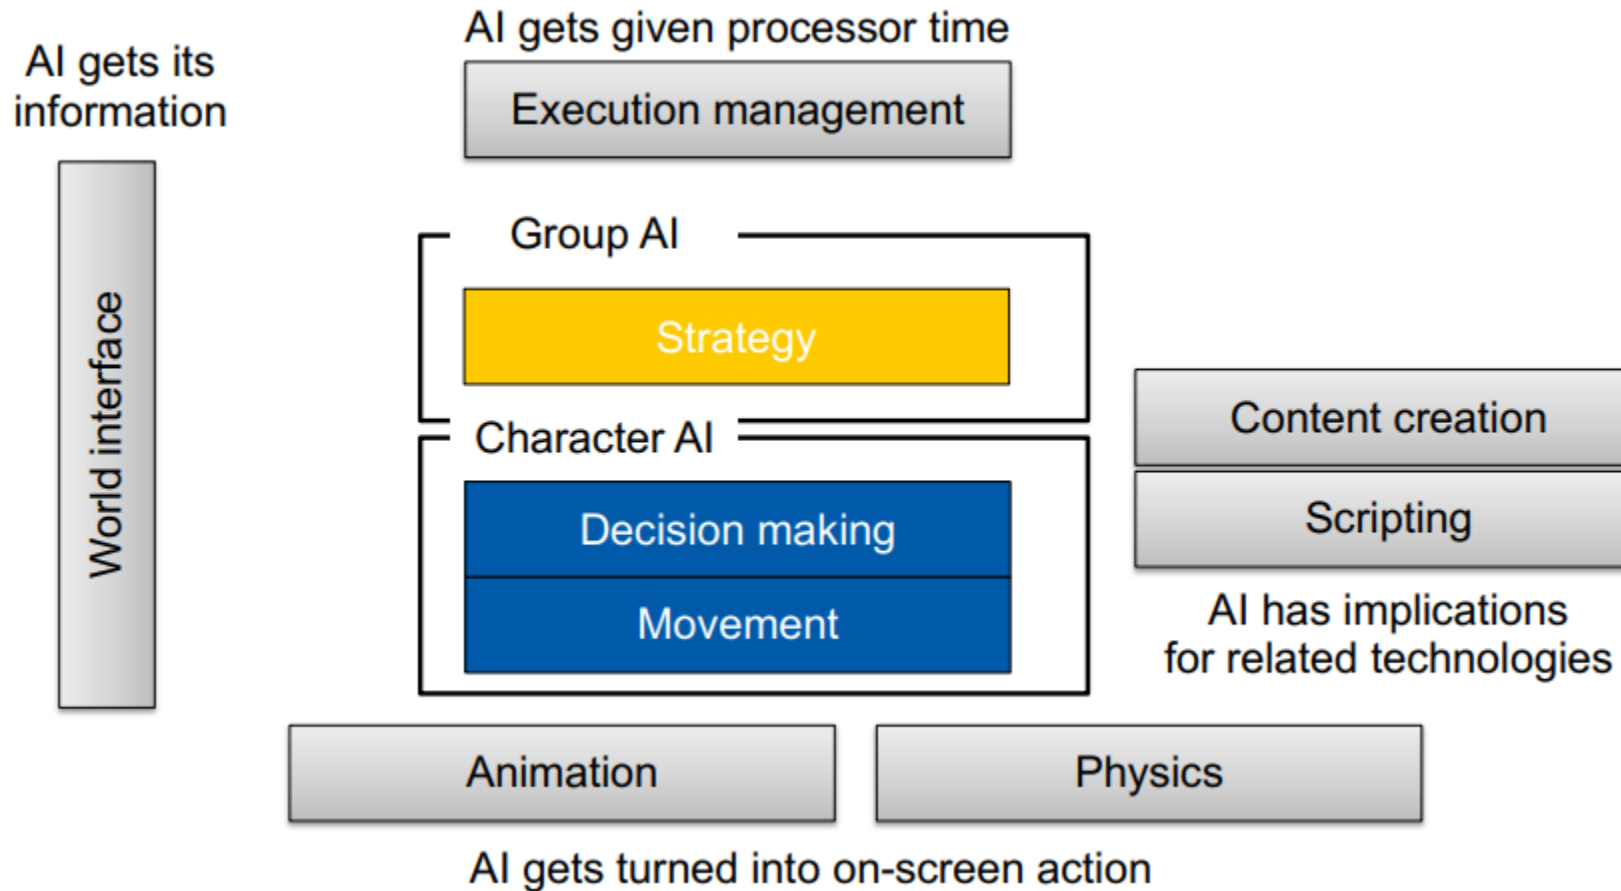 AI gets given processor time
AI gets its
information
Execution management
Group AI
Strategy
World interface
Character AI
Decision making
Movement
Content creation
Scripting
AI has implications
for related technologies
Animation
Physics
AI gets turned into on-screen action